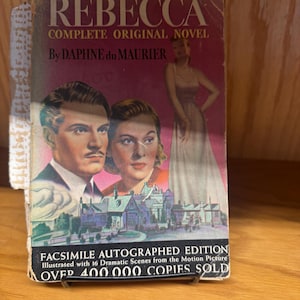 REBECCA
COMPLETE ORIGINAL NOVEL
By DAPHNE du MAURIER
FACSIMILE AUTOGRAPHED EDITION
Illustrated with 16 Dramatic Scenes from the Motion Picture
OVER 400,000 COPIES SOLD